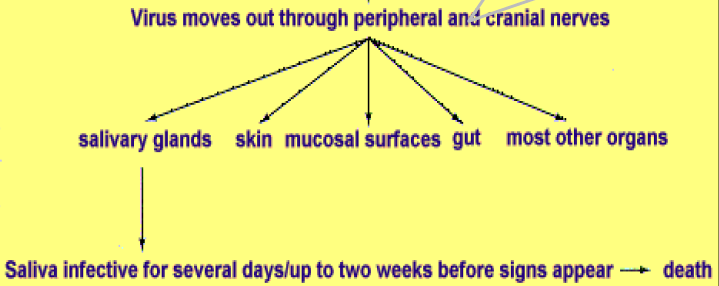 Virus moves out through peripheral and cranial nerves
salivary glands skin mucosal surfaces gut most other organs
Saliva infective for several days/up to two weeks before signs appear → death